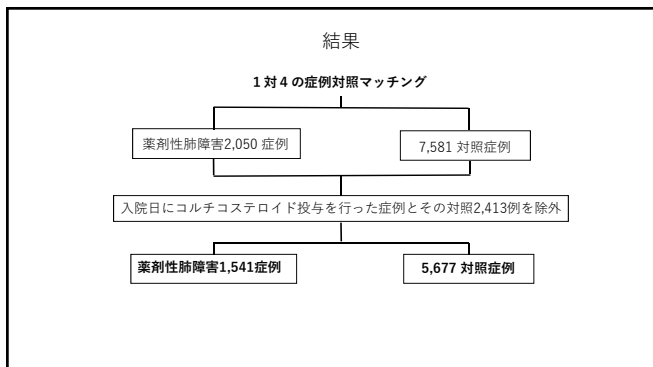 結果
1対4の症例対照マッチング
薬剤性肺障害2,050 症例
7,581 対照症例
入院日にコルチコステロイド投与を行った症例とその対照2,413例を除外
薬剤性肺障害1,541症例
5,677 対照症例